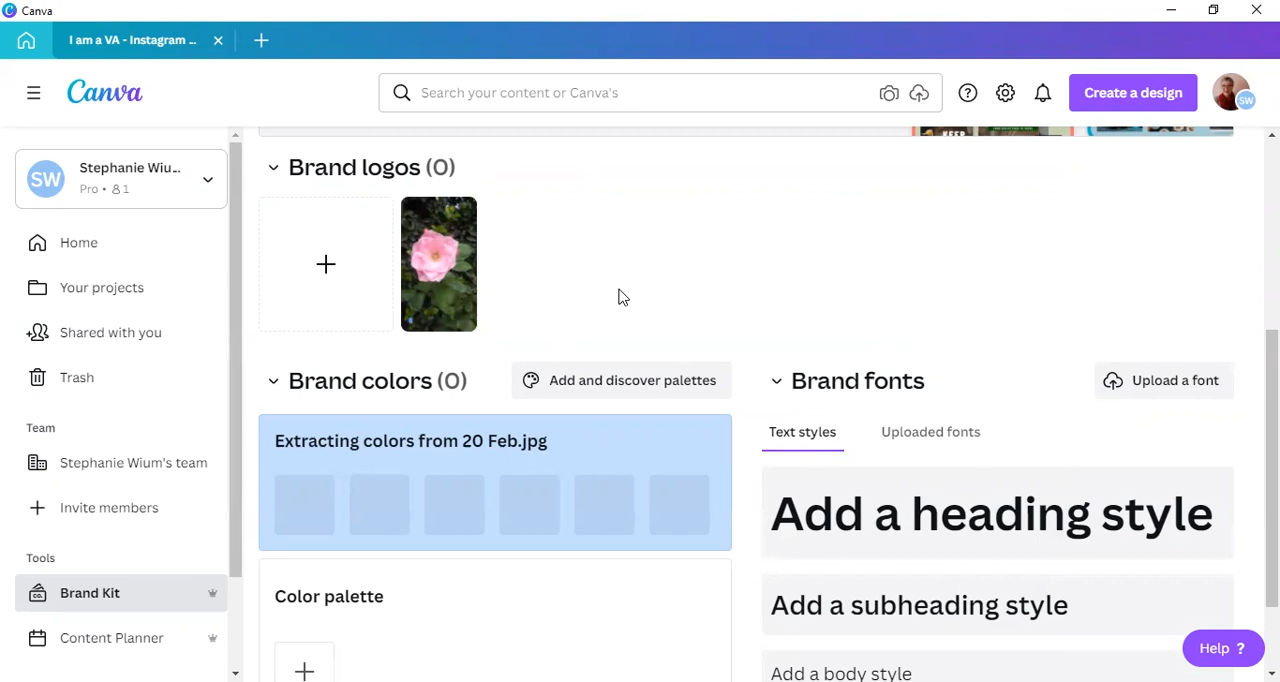 Canva
I am a VA - Instagram ...
Canva
Search your content or Canva's
Create a design
SW
SW
Stephanie Wiu...
Pro • 1
Home
Your projects
Shared with you
Trash
Team
Stephanie Wium's team
Invite members
Tools
Brand Kit
Content Planner
KEEP
Brand logos (0)
Brand colors (0)
Add and discover palettes
Extracting colors from 20 Feb.jpg
Color palette
Brand fonts
Upload a font
Text styles
Uploaded fonts
Add a heading style
Add a subheading style
Add a body style
Help ?